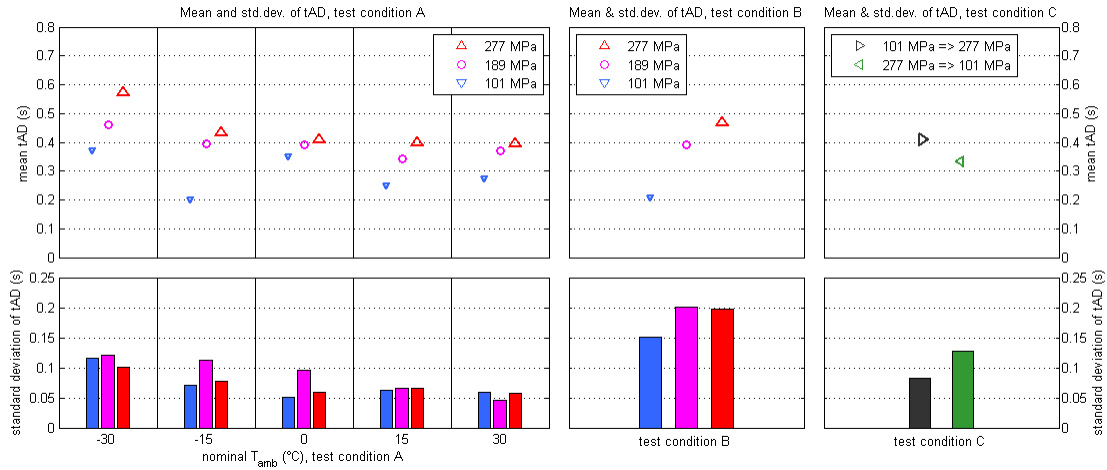 Mean and std.dev. of tAD, test condition A
Mean & std.dev. of tAD, test condition B
Mean & std.dev. of tAD, test condition C
277 MPa
189 MPa
101 MPa
277 MPa
189 MPa
101 MPa
101 MPa => 277 MPa
277 MPa => 101 MPa
mean tAD (s)
0.8
0.7
0.6
0.5
0.4
0.3
0.2
0.1
0
0.8
0.7
0.6
0.5
0.4
0.3
0.2
0.1
0
mean tAD (s)
standard deviation of tAD (s)
0.25
0.2
0.15
0.1
0.05
0
0.25
0.2
0.15
0.1
0.05
0
standard deviation of tAD (s)
-30 -15 0 15 30
nominal T_amb (°C), test condition A
test condition B
test condition C